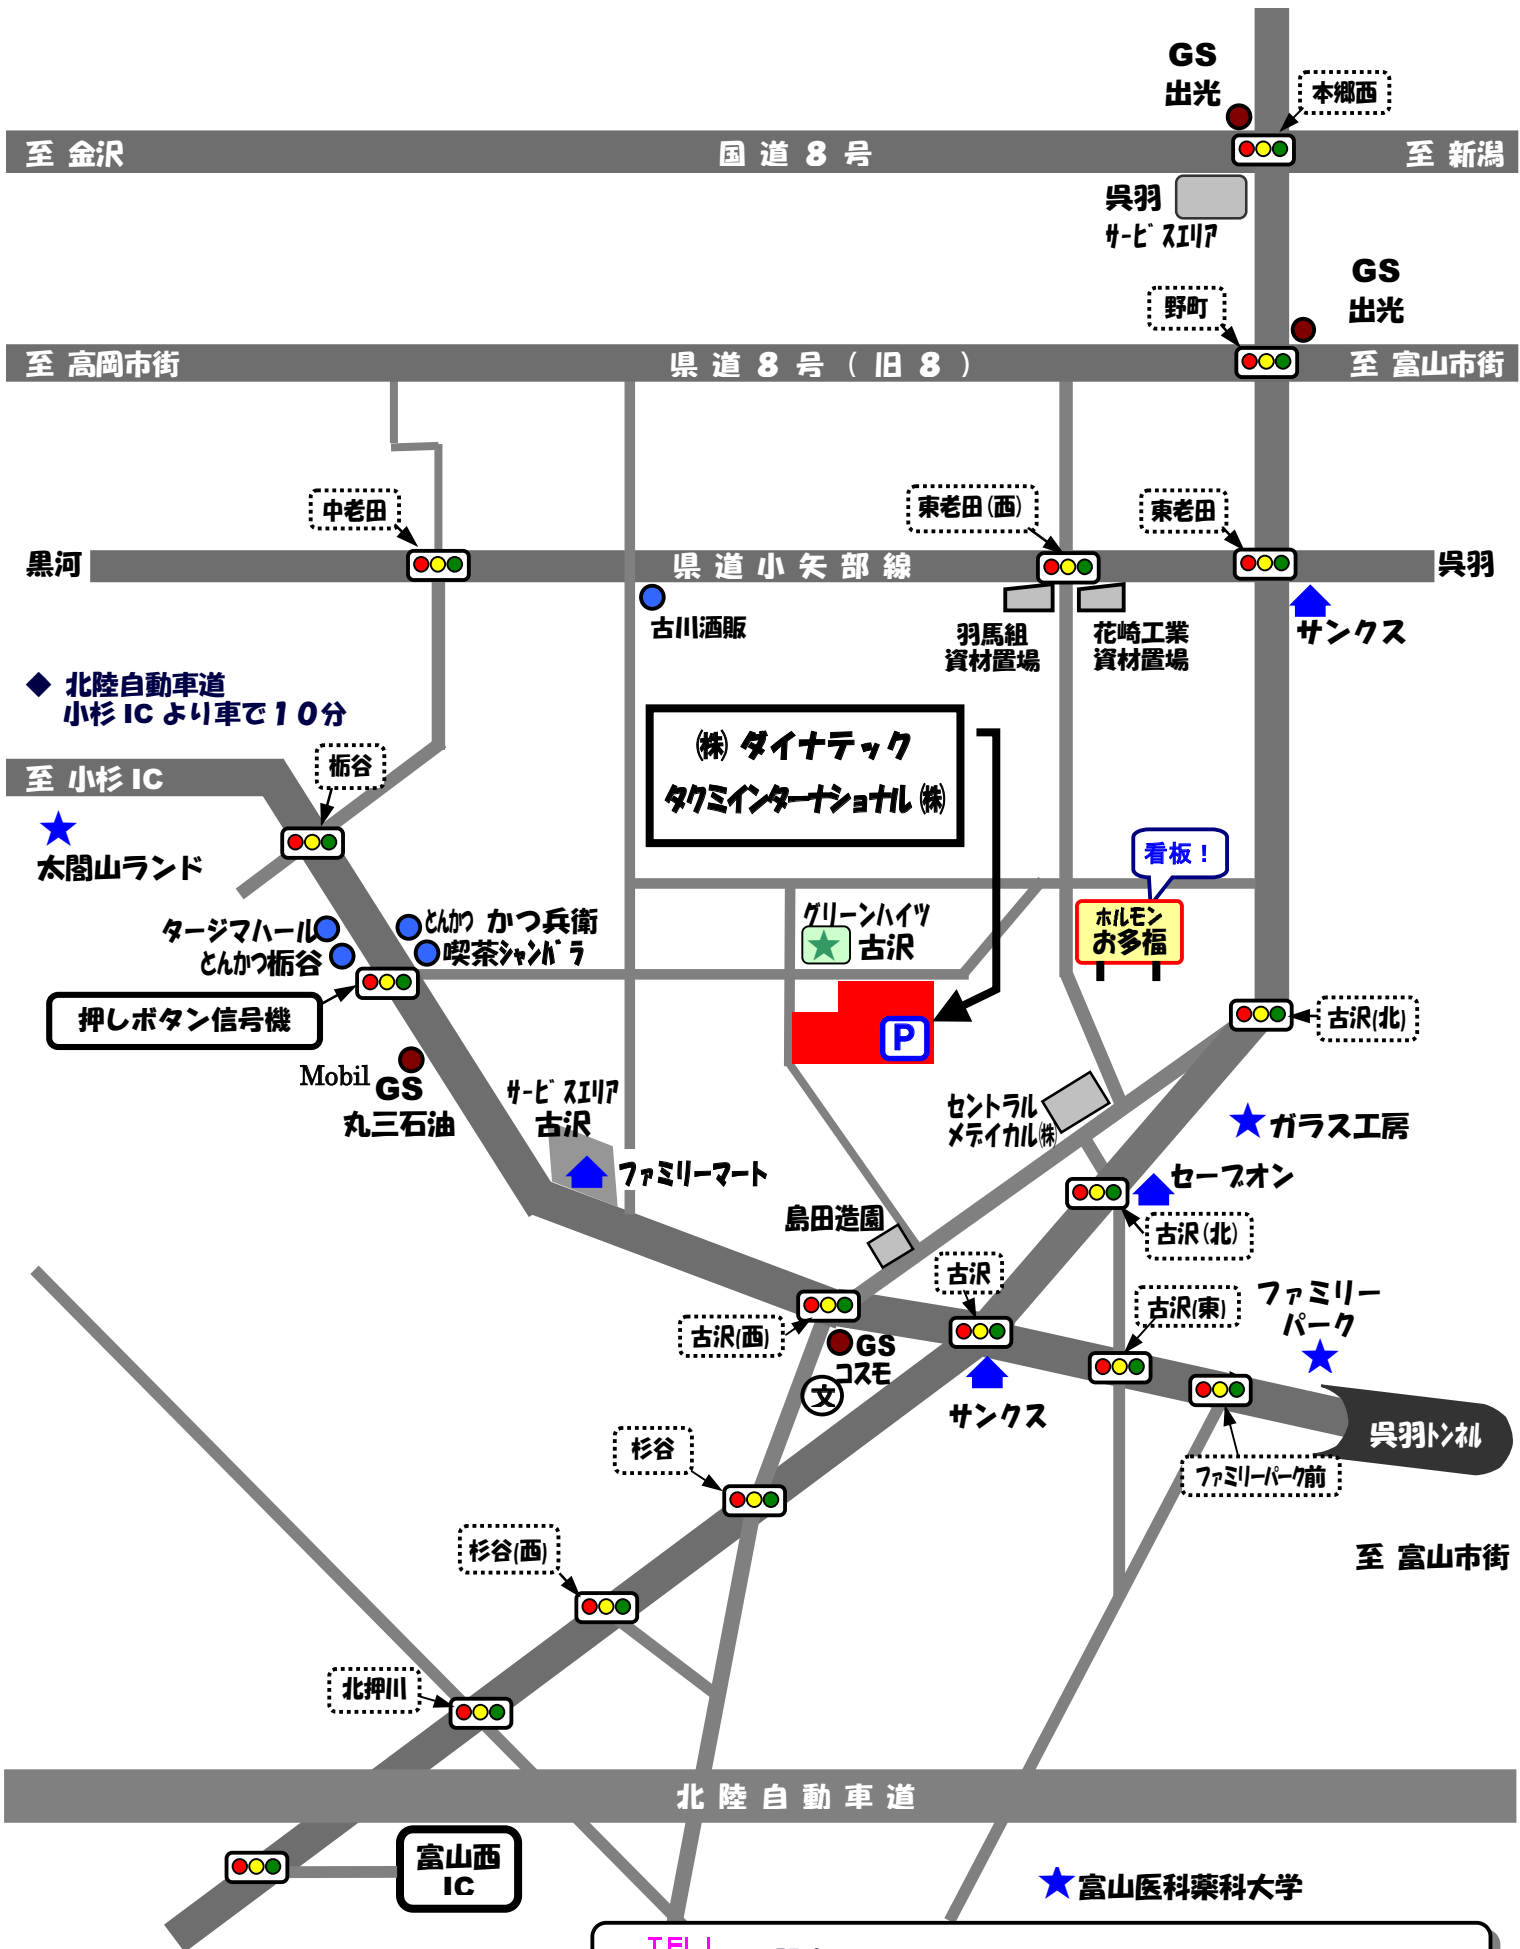 GS
出光
本郷西
至 金沢
国道8号
至 新潟
呉羽
サービスエリア
GS
出光
野町
至 高岡市街
県道8号(旧8)
至 富山市街
中老田
東老田(西)
東老田
黒河
県道小矢部線
呉羽
古川酒販
羽馬組
資材置場
花崎工業
資材置場
サンクス
◆ 北陸自動車道
小杉 IC より車で10分
㈱ ダイナテック
タクミインターナショナル ㈱
栃谷
至 小杉 IC
太閤山ランド
看板！
ホルモン
お多福
グリーンハイツ
古沢
タージマハール
とんかつ栃谷
とんかつ かつ兵衛
喫茶シャンバラ
押しボタン信号機
P
古沢(北)
Mobil
GS
丸三石油
サービスエリア
古沢
ファミリーマート
セントラル
メディカル㈱
ガラス工房
セーブオン
古沢(北)
島田造園
古沢
古沢(東)
ファミリー
パーク
古沢(西)
GS
コスモ
文
サンクス
呉羽トンネル
ファミリーパーク前
杉谷
杉谷(西)
至 富山市街
北押川
北陸自動車道
富山西
IC
富山医科薬科大学